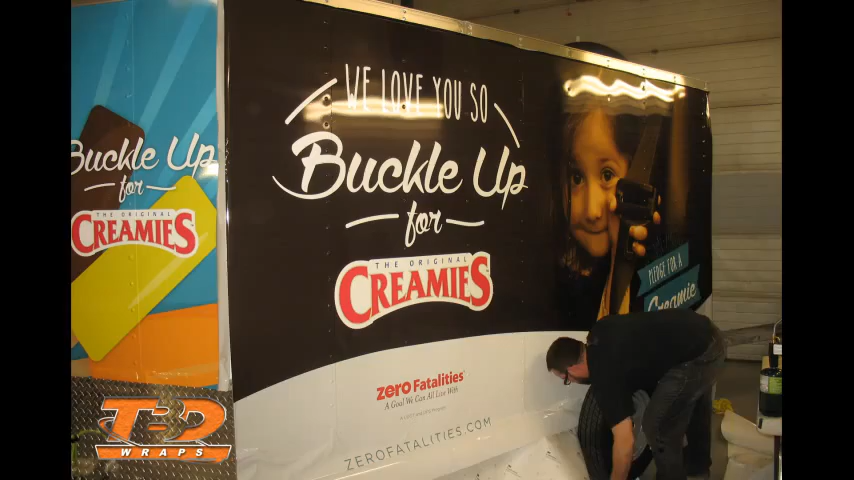 Buckle Up
for
THE ORIGINAL
CREAMIES
WE LOVE YOU SO
Buckle Up
for
THE ORIGINAL
CREAMIES
PLEDGE FOR A
Creamie
zero Fatalities
A Goal We Can All Live With
ZEROFATALITIES.COM
TBD
WRAPS